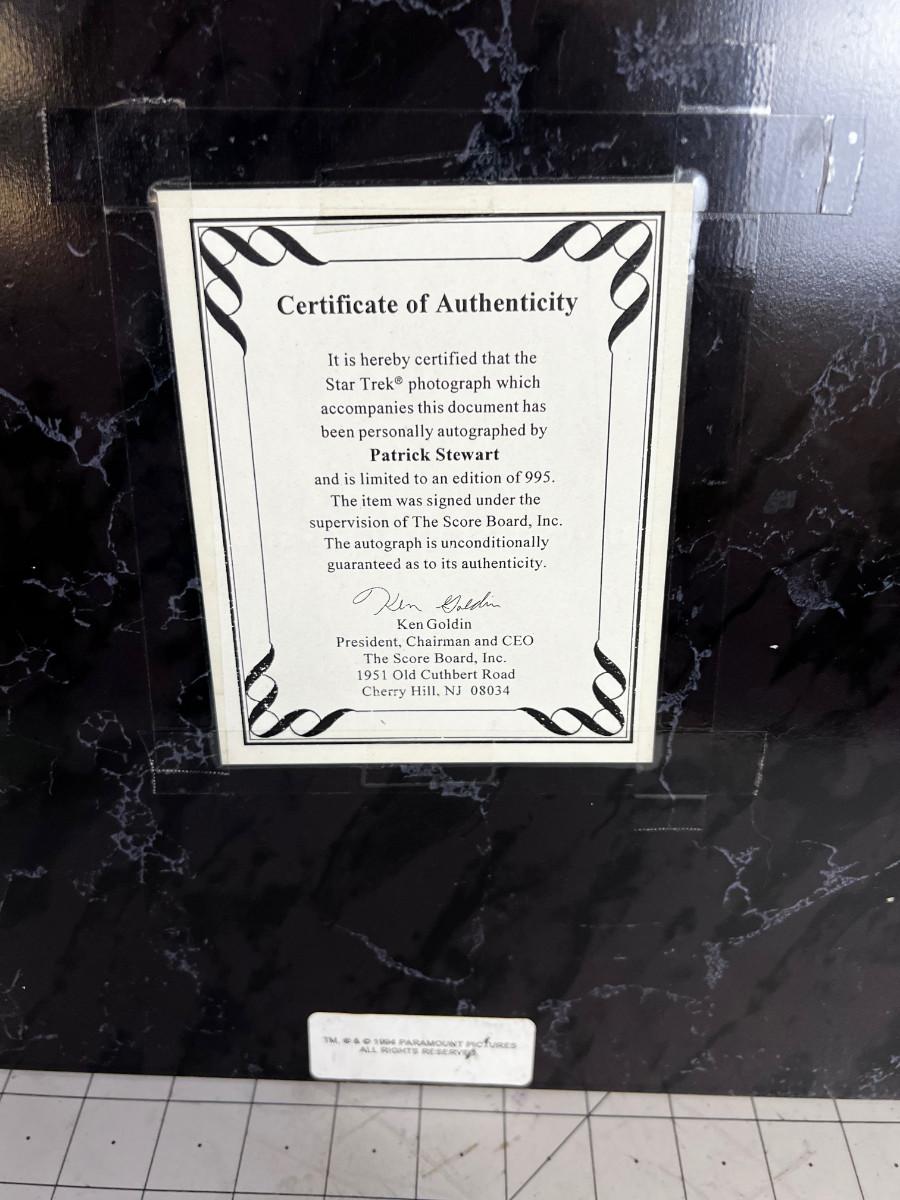 Certificate of Authenticity
It is hereby certified that the
Star Trek® photograph which
accompanies this document has
been personally autographed by
Patrick Stewart
and is limited to an edition of 995.
The item was signed under the
supervision of The Score Board, Inc.
The autograph is unconditionally
guaranteed as to its authenticity.
Ken Goldin
Ken Goldin
President, Chairman and CEO
The Score Board, Inc.
1951 Old Cuthbert Road
Cherry Hill, NJ 08034
TM, ® & © 1994 PARAMOUNT PICTURES
ALL RIGHTS RESERVED